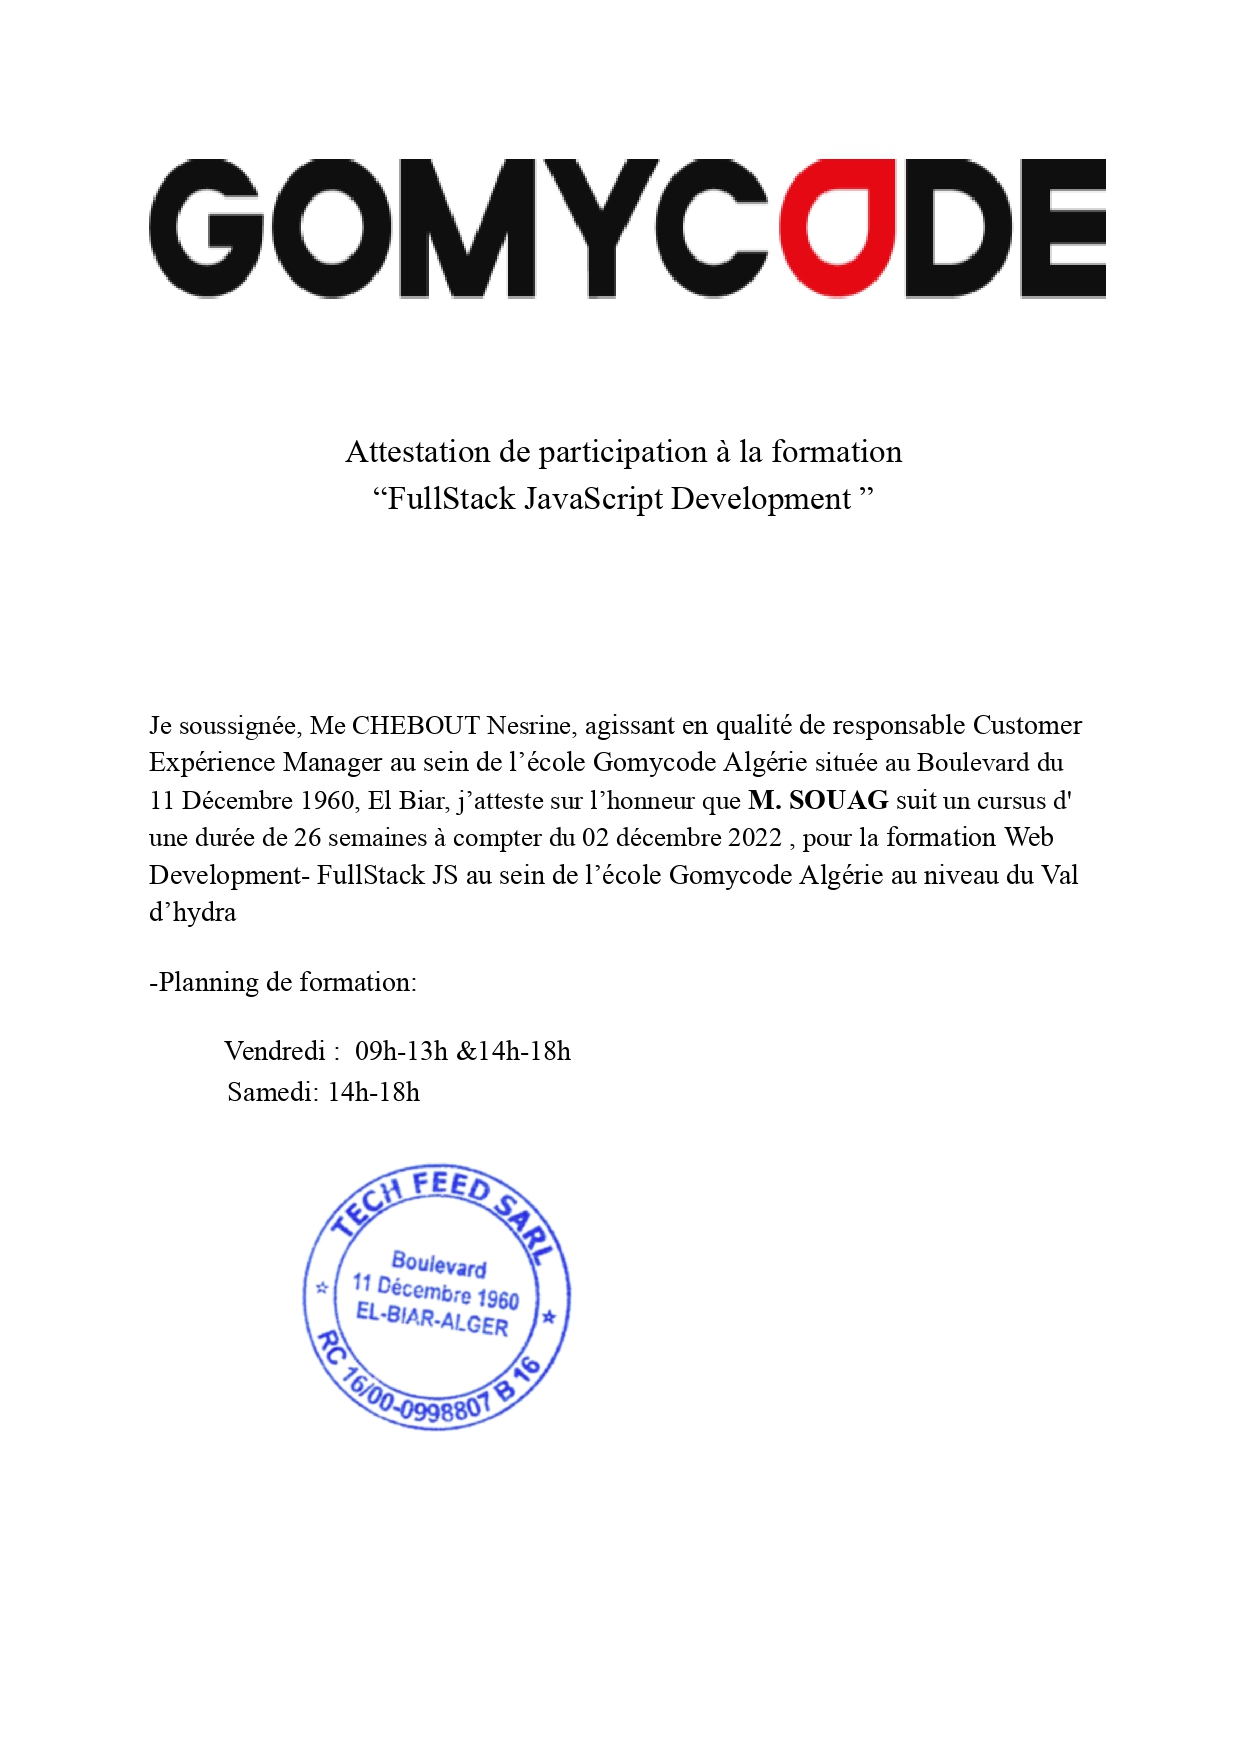 GOMYCODE
Attestation de participation à la formation
“FullStack JavaScript Development ”
Je soussignée, Me CHEBOUT Nesrine, agissant en qualité de responsable Customer
Expérience Manager au sein de l’école Gomycode Algérie située au Boulevard du
11 Décembre 1960, El Biar, j’atteste sur l’honneur que M. SOUAG suit un cursus d'
une durée de 26 semaines à compter du 02 décembre 2022 , pour la formation Web
Development- FullStack JS au sein de l’école Gomycode Algérie au niveau du Val
d’hydra
-Planning de formation:
Vendredi :  09h-13h &14h-18h
Samedi: 14h-18h
TECH FEED SARL
Boulevard
11 Décembre 1960
EL-BIAR-ALGER
RC 16/00-0998807 B 16